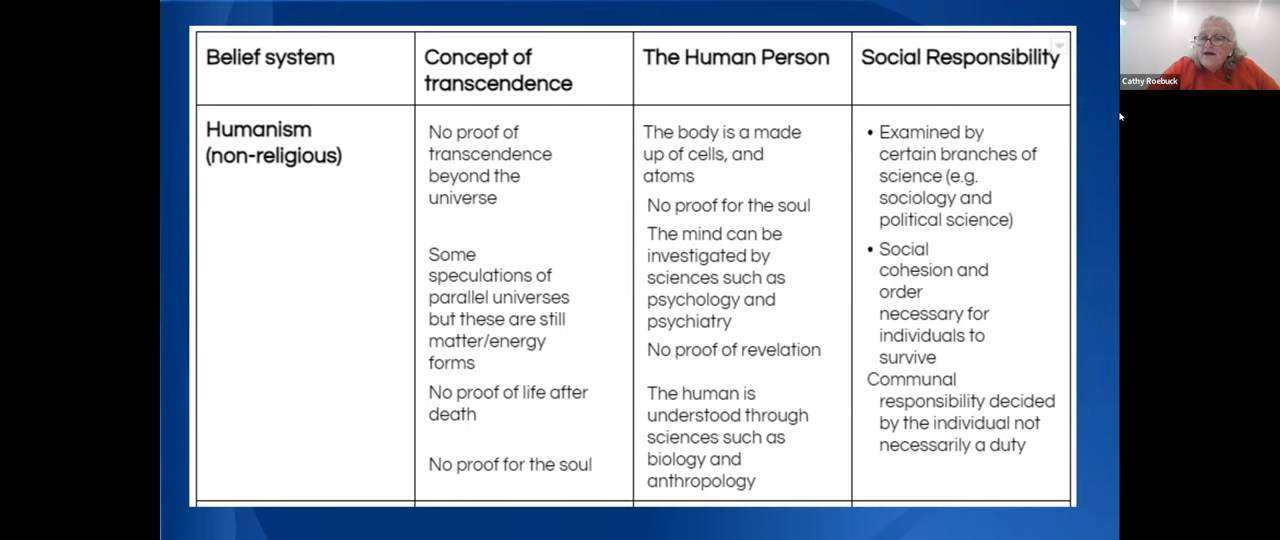 Belief system
Concept of
transcendence
The Human Person
Social Responsibility
Humanism
(non-religious)
No proof of
transcendence
beyond the
universe
Some
speculations of
parallel universes
but these are still
matter/energy
forms
No proof of life after
death
No proof for the soul
The body is a made
up of cells, and
atoms
No proof for the soul
The mind can be
investigated by
sciences such as
psychology and
psychiatry
No proof of revelation
The human is
understood through
sciences such as
biology and
anthropology
• Examined by
certain branches of
science (e.g.
sociology and
political science)
• Social
cohesion and
order
necessary for
individuals to
survive
Communal
responsibility decided
by the individual not
necessarily a duty
Cathy Roebuck